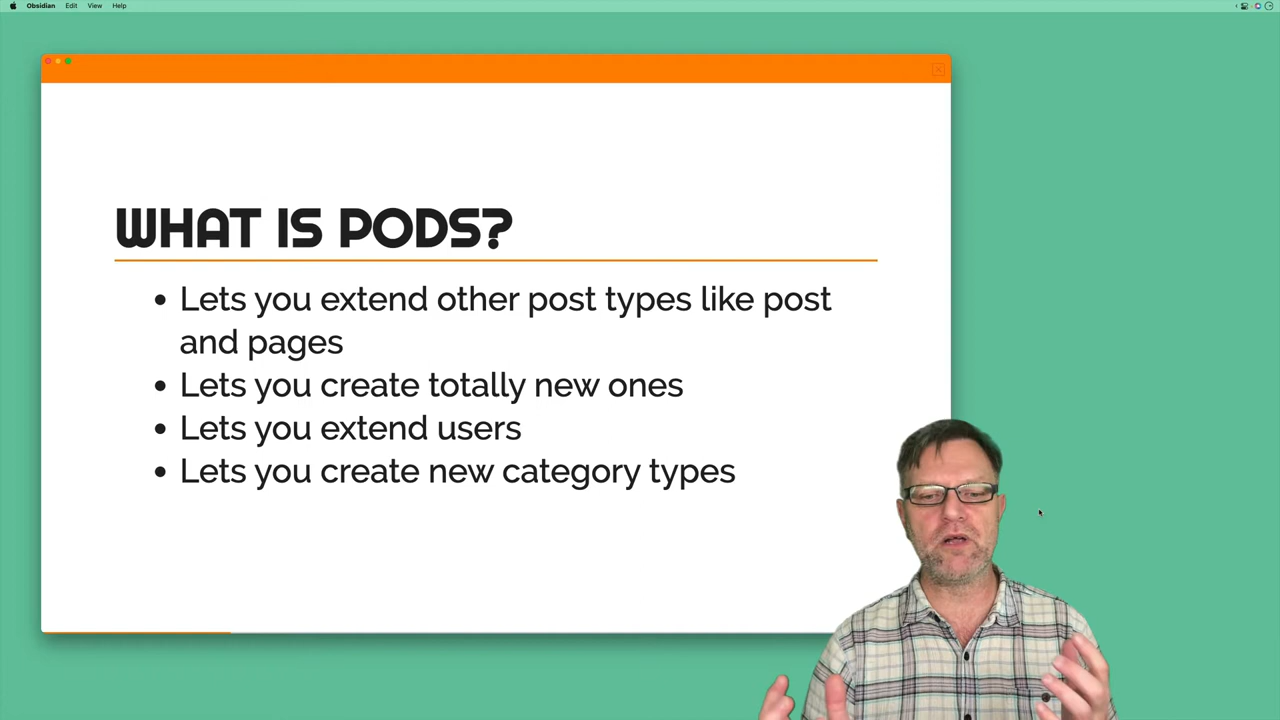 Obsidian Edit View Help
WHAT IS PODS?
Lets you extend other post types like post
and pages
Lets you create totally new ones
Lets you extend users
Lets you create new category types